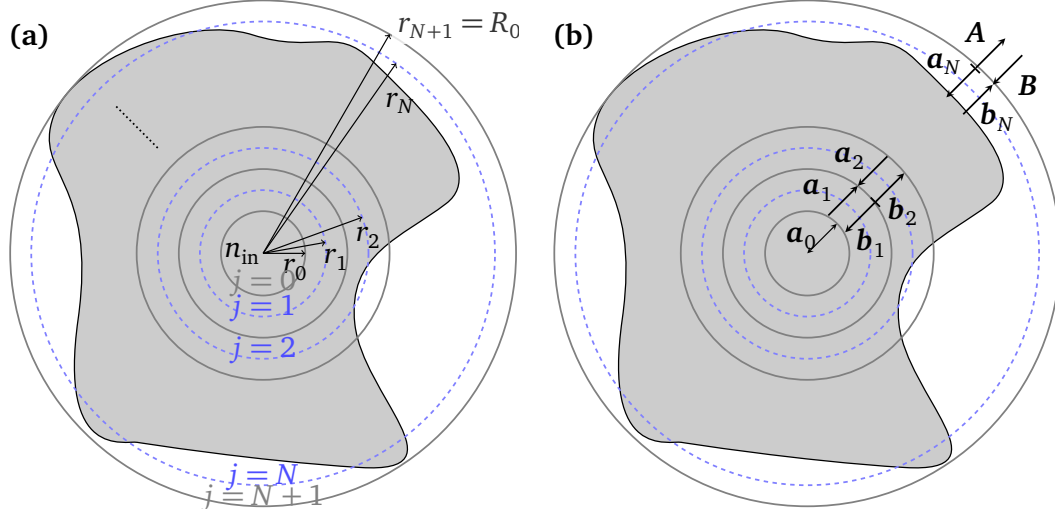 (a)
r_{N+1} = R_0
r_N
r_2
n_in
r_1
r_0
j = 0
j = 1
j = 2
j = N
j = N + 1
(b)
A
a_N
B
b_N
a_2
a_1
b_2
a_0
b_1